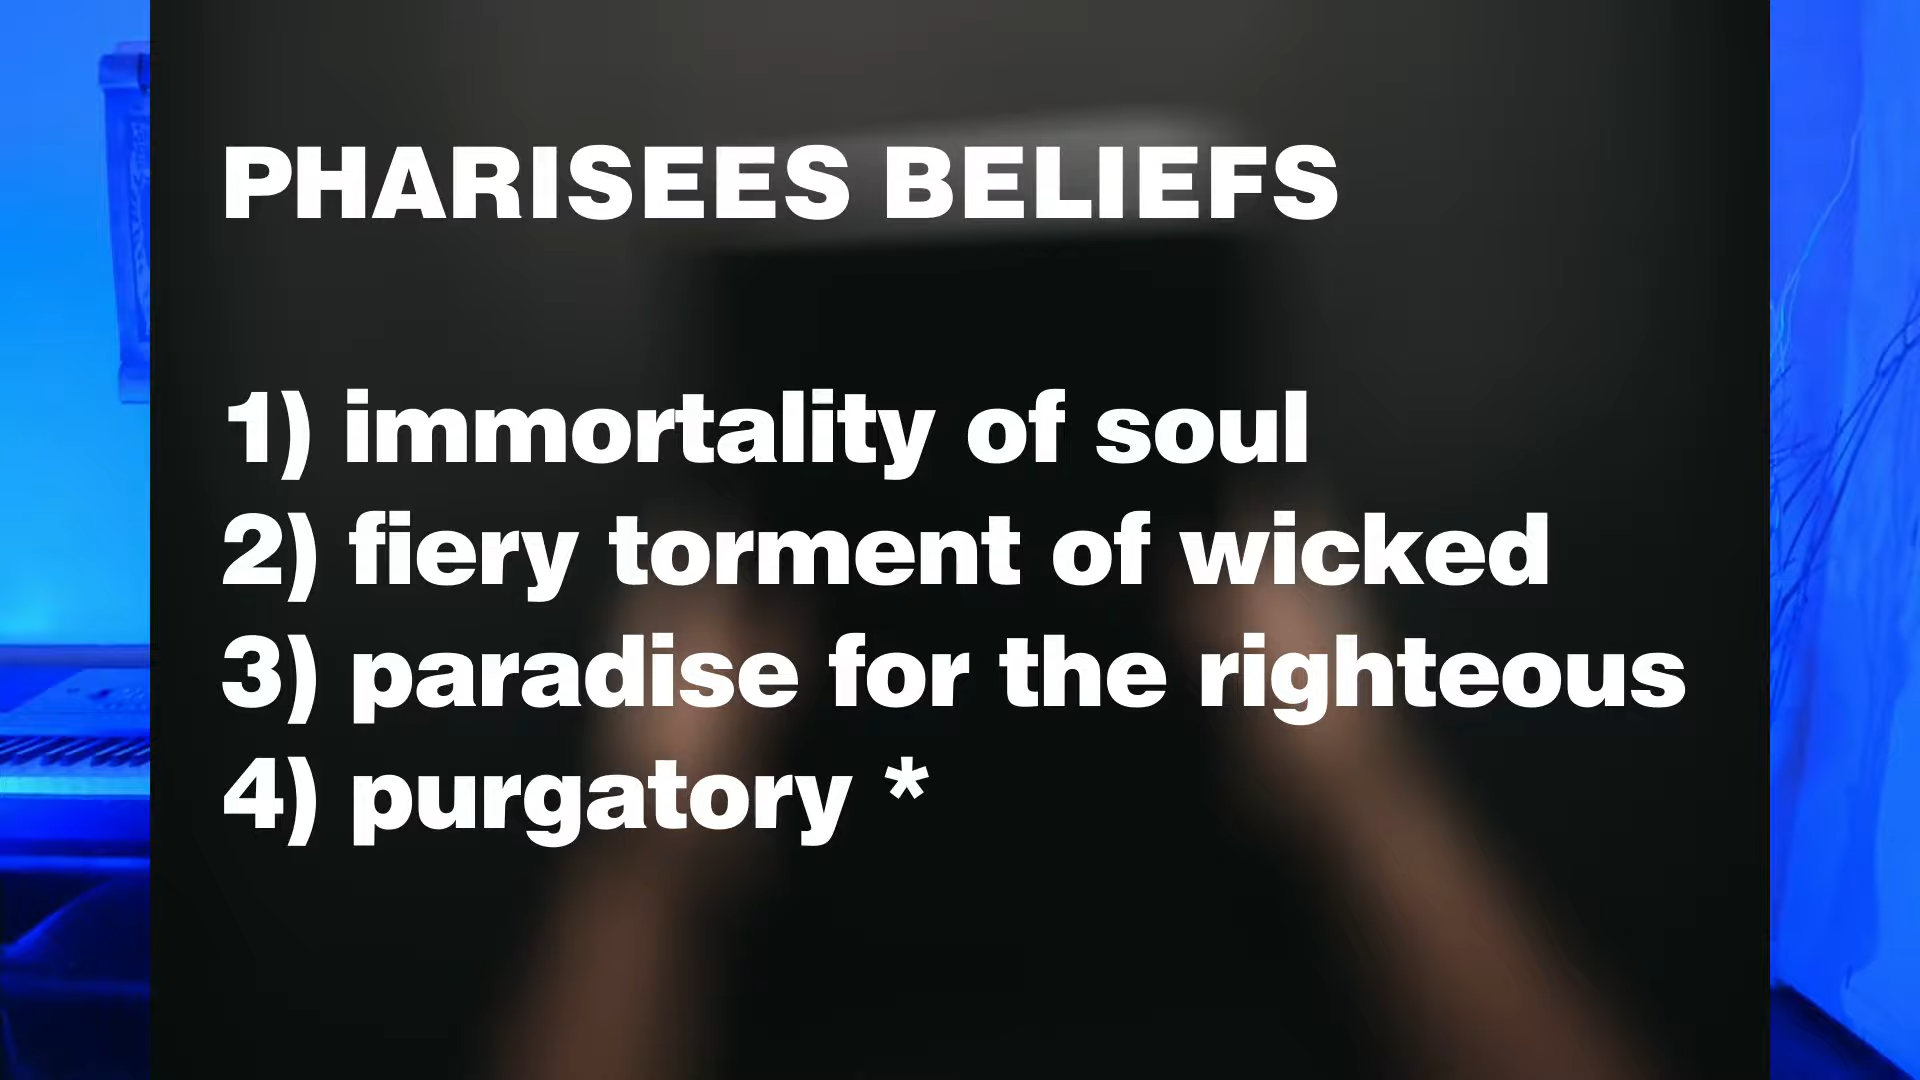 PHARISEES BELIEFS
1) immortality of soul
2) fiery torment of wicked
3) paradise for the righteous
4) purgatory *